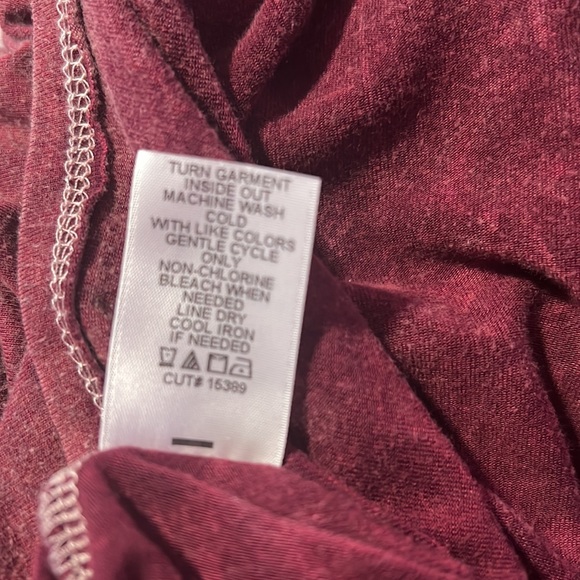 TURN GARMENT
INSIDE OUT
MACHINE WASH
COLD
WITH LIKE COLORS
GENTLE CYCLE
ONLY
NON-CHLORINE
BLEACH WHEN
NEEDED
LINE DRY
COOL IRON
IF NEEDED
CUT# 15389